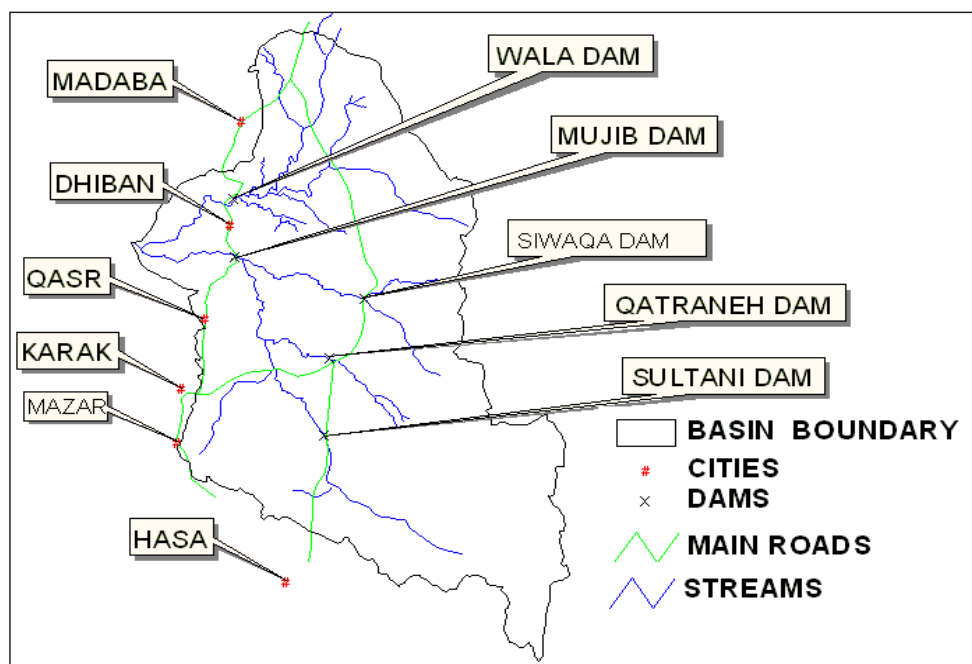 WALA DAM
MADABA
MUJIB DAM
DHIBAN
SIWAQA DAM
QASR
QATRANEH DAM
KARAK
SULTANI DAM
MAZAR
BASIN BOUNDARY
CITIES
DAMS
HASA
MAIN ROADS
STREAMS